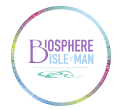 BIOSPHERE
ISLE OF MAN